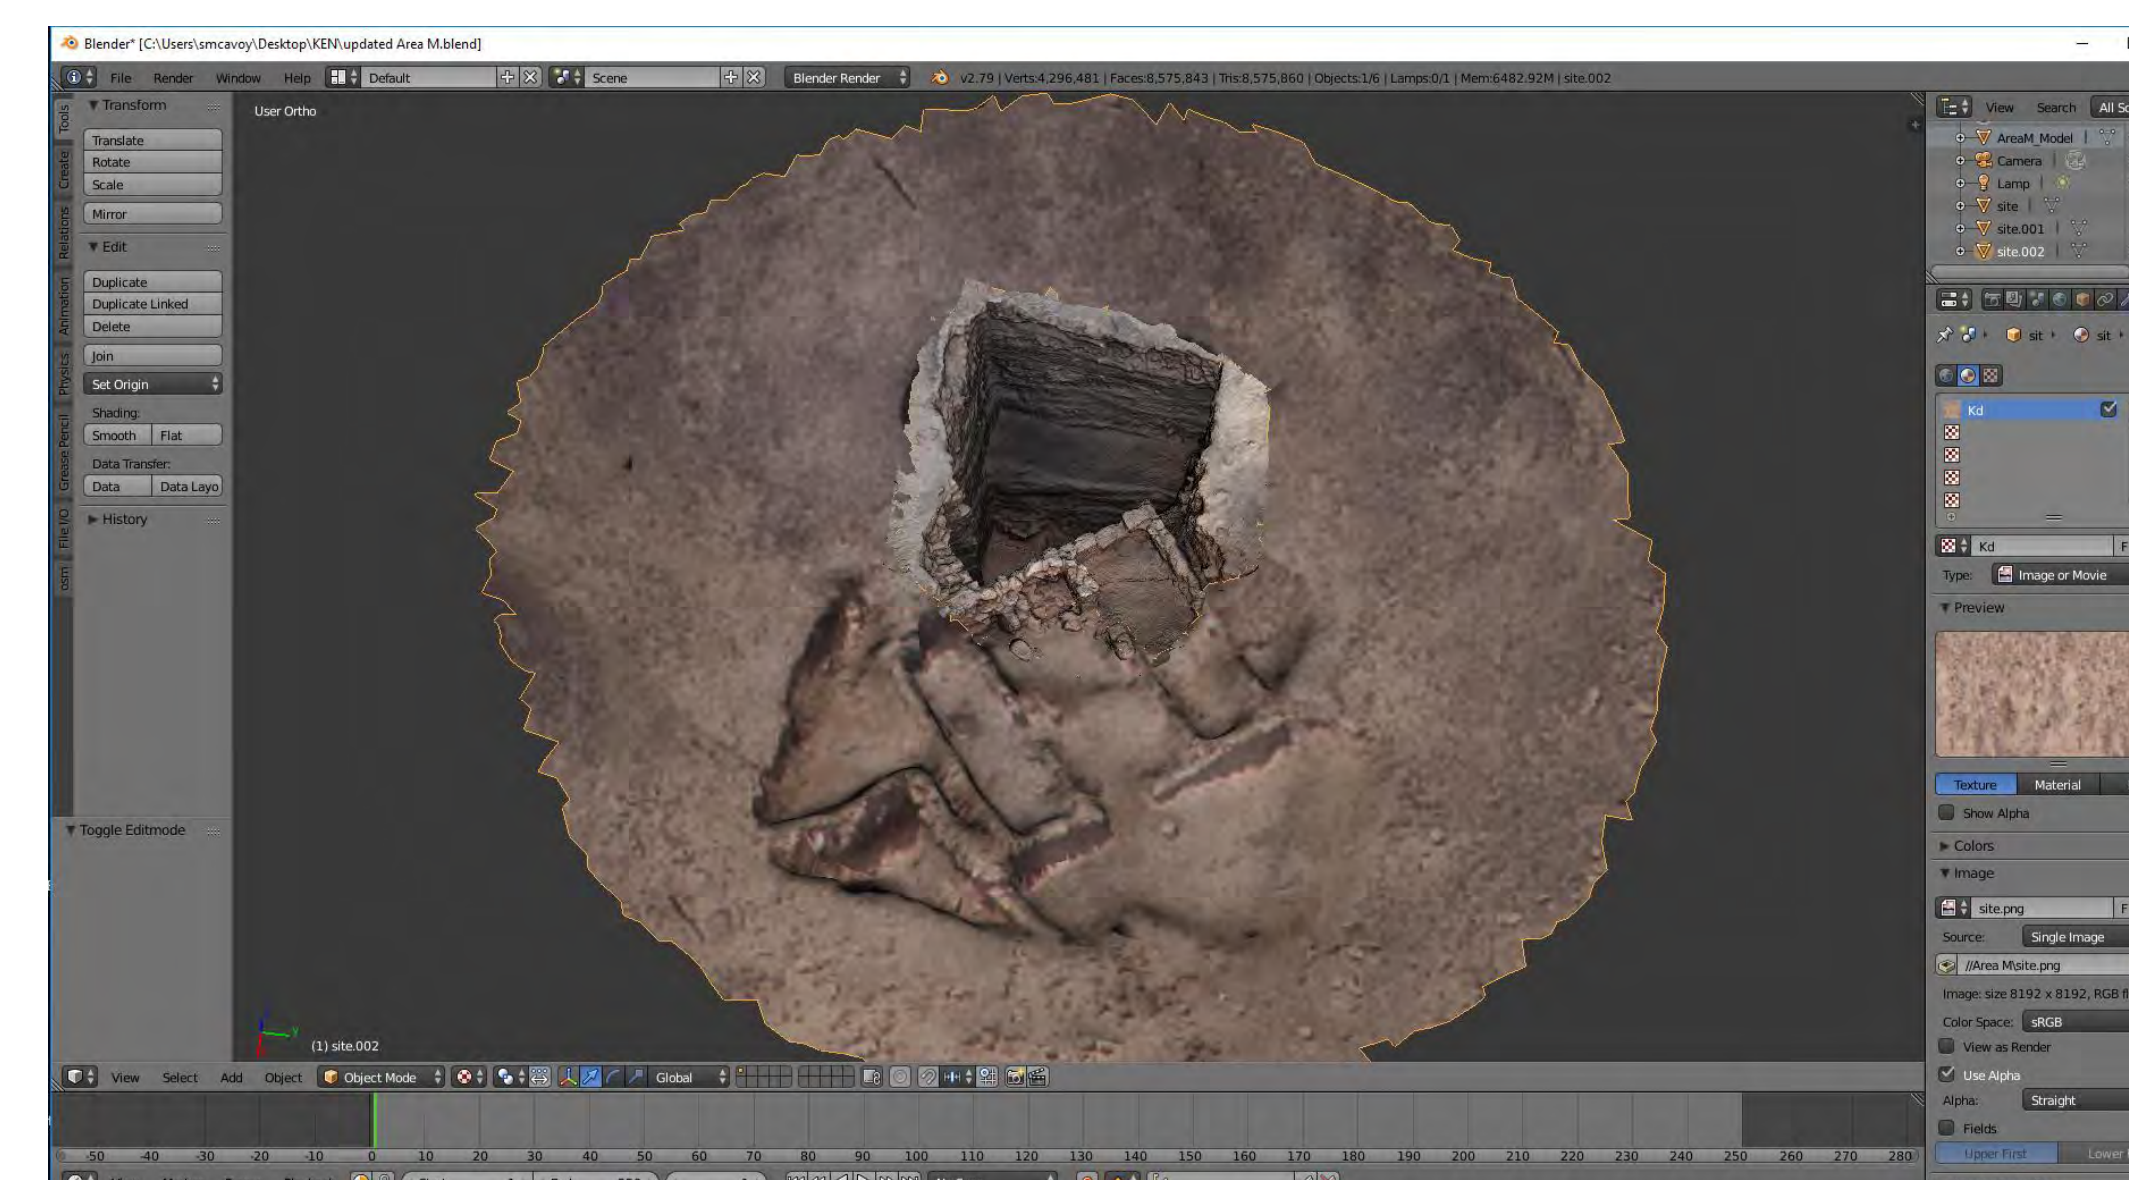 Blender* [C:\Users\smcavoy\Desktop\KEN\updated Area M.blend]
File Render Window Help Default Scene Blender Render v2.79 | Verts:4,296,481 | Faces:8,575,843 | Tris:8,575,860 | Objects:1/6 | Lamps:0/1 | Mem:6482.92M | site.002
Tools
Create
Relations
Animation
Physics
Grease Pencil
File I/O
osm
Transform
Translate
Rotate
Scale
Mirror
Edit
Duplicate
Duplicate Linked
Delete
Join
Set Origin
Shading:
Smooth Flat
Data Transfer:
Data Data Layo
History
Toggle Editmode
User Ortho
y
(1) site.002
View Search All Sc
AreaM_Model
Camera
Lamp
site
site.001
site.002
sit sit
Kd
Kd F
Type: Image or Movie
Preview
Texture Material
Show Alpha
Colors
Image
site.png F
Source: Single Image
//Area M\site.png
Image: size 8192 x 8192, RGB fl
Color Space: sRGB
View as Render
Use Alpha
Alpha: Straight
Fields
Upper First Lower
View Select Add Object Object Mode Global
-50 -40 -30 -20 -10 0 10 20 30 40 50 60 70 80 90 100 110 120 130 140 150 160 170 180 190 200 210 220 230 240 250 260 270 280